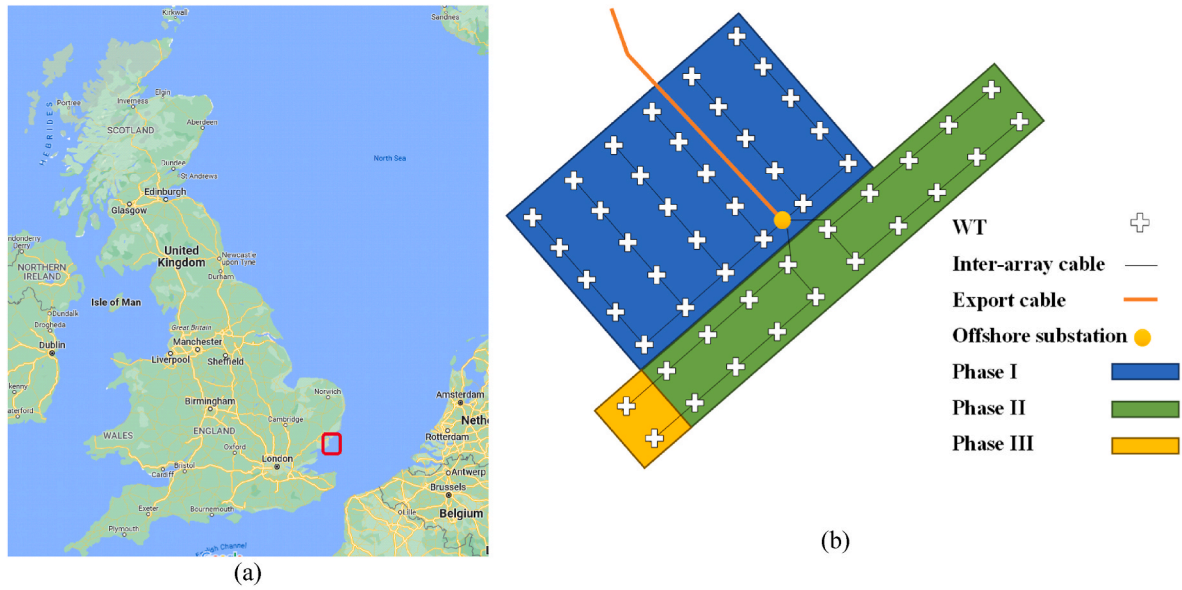 Kirkwall
Sandnes
Portree
HEBRIDES
Elgin
Inverness
SCOTLAND
Aberdeen
Dundee
St Andrews
North Sea
Edinburgh
Glasgow
United
Kingdom
Newcastle
upon Tyne
Durham
NORTHERN
IRELAND
Isle of Man
Dundalk
Drogheda
Dublin
Great Britain
Manchester
Liverpool
Sheffield
Norwich
Birmingham
Cambridge
WALES
ENGLAND
Oxford
London
Cardiff
Bristol
Exeter
Bournemouth
Plymouth
Amsterdam
Nethe
Rotterdam
Antwerp
Brussels
Lille
Belgium
(a)
WT
Inter-array cable
Export cable
Offshore substation
Phase I
Phase II
Phase III
(b)